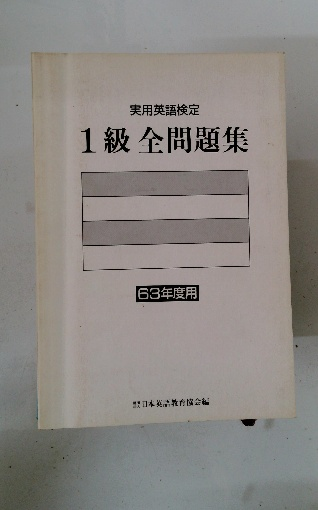 実用英語検定
1級 全問題集
63年度用
日本英語教育協会編